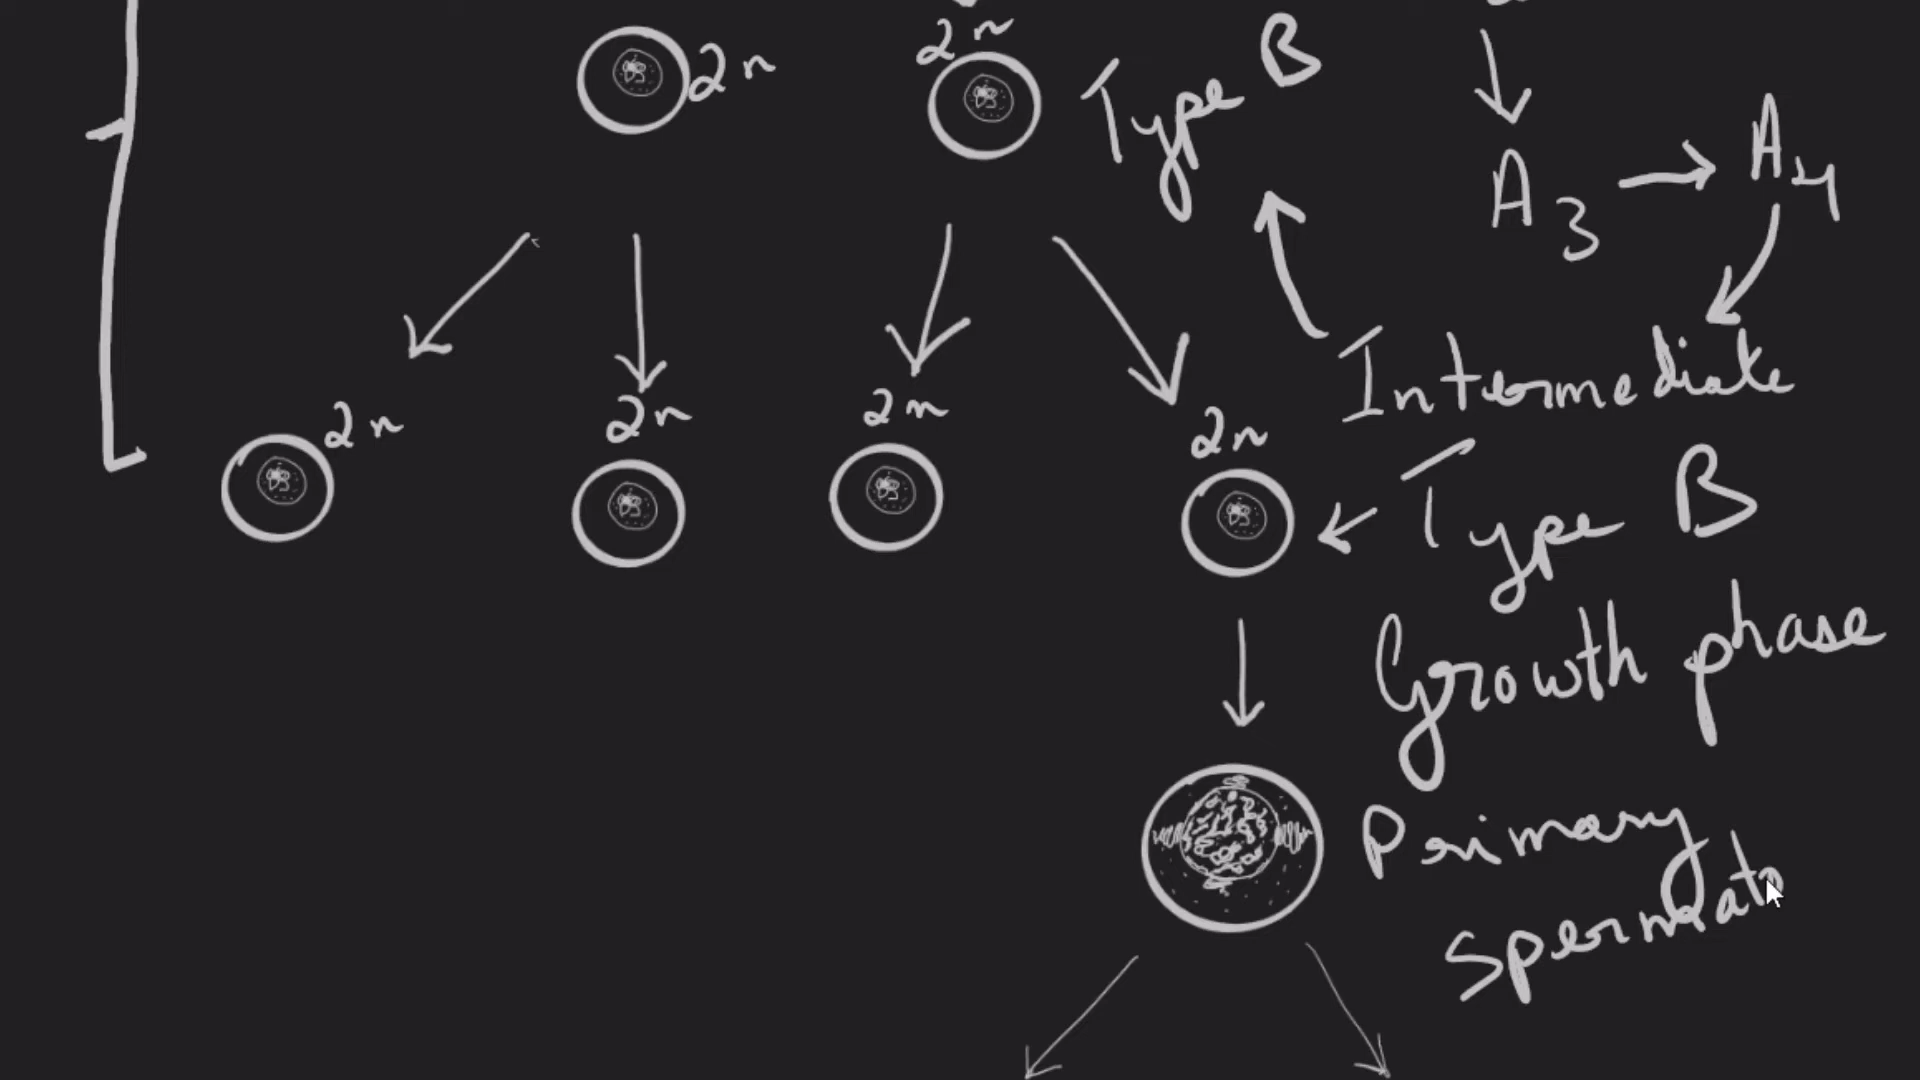 2n
2n
Type B
A3
A4
Intermediate
2n
2n
2n
2n
Type B
Growth phase
Primary
spermato